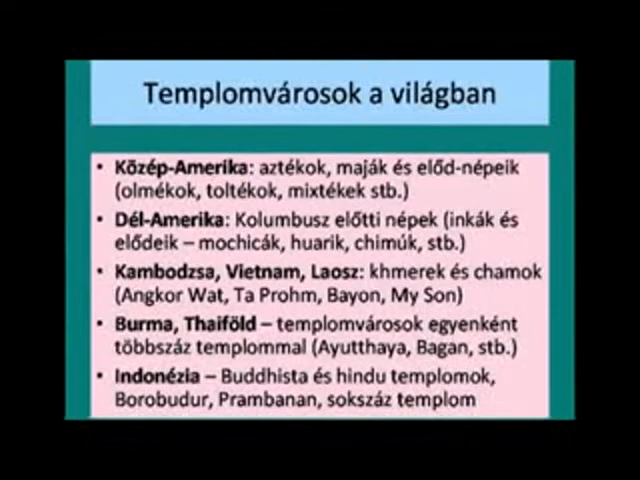 Templomvárosok a világban
• Közép-Amerika: aztékok, maják és előd-népeik
(olmékok, toltékok, mixtékek stb.)
• Dél-Amerika: Kolumbusz előtti népek (inkák és
elődeik – mochicák, huarik, chimúk, stb.)
• Kambodzsa, Vietnam, Laosz: khmerek és chamok
(Angkor Wat, Ta Prohm, Bayon, My Son)
• Burma, Thaiföld – templomvárosok egyenként
többszáz templommal (Ayutthaya, Bagan, stb.)
• Indonézia – Buddhista és hindu templomok,
Borobudur, Prambanan, sokszáz templom